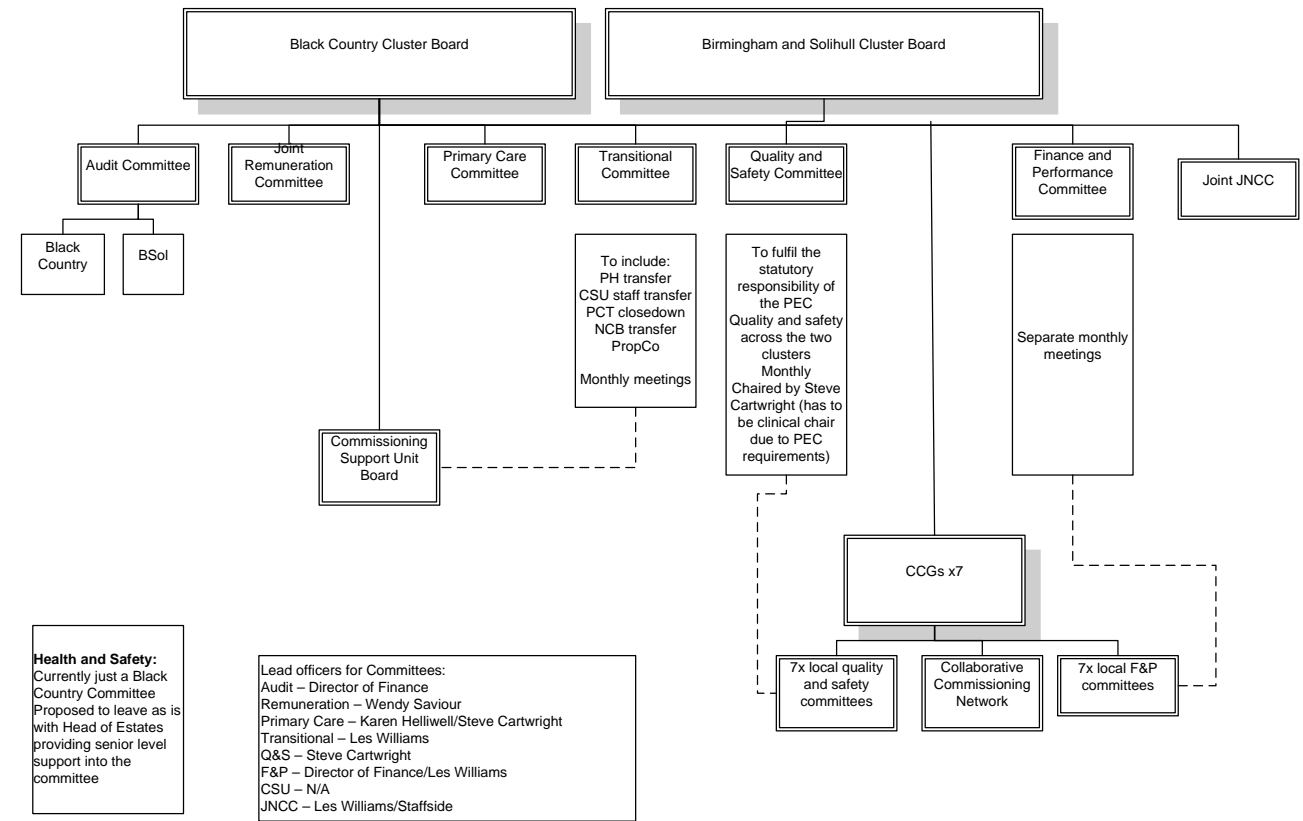 Black Country Cluster Board
Birmingham and Solihull Cluster Board
Audit Committee
Joint
Remuneration
Committee
Primary Care
Committee
Transitional
Committee
Quality and
Safety Committee
Finance and
Performance
Committee
Joint JNCC
Black
Country
BSol
To include:
PH transfer
CSU staff transfer
PCT closedown
NCB transfer
PropCo
Monthly meetings
To fulfil the
statutory
responsibility of
the PEC
Quality and safety
across the two
clusters
Monthly
Chaired by Steve
Cartwright (has to
be clinical chair
due to PEC
requirements)
Separate monthly
meetings
Commissioning
Support Unit
Board
CCGs x7
7x local quality
and safety
committees
Collaborative
Commissioning
Network
7x local F&P
committees
Health and Safety:
Currently just a Black
Country Committee
Proposed to leave as is
with Head of Estates
providing senior level
support into the
committee
Lead officers for Committees:
Audit – Director of Finance
Remuneration – Wendy Saviour
Primary Care – Karen Helliwell/Steve Cartwright
Transitional – Les Williams
Q&S – Steve Cartwright
F&P – Director of Finance/Les Williams
CSU – N/A
JNCC – Les Williams/Staffside